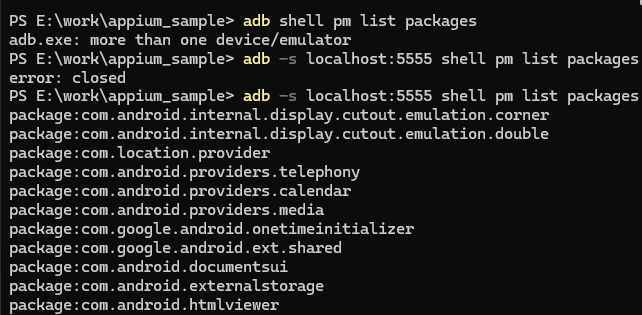 PS E:\work\appium_sample> adb shell pm list packages
adb.exe: more than one device/emulator
PS E:\work\appium_sample> adb -s localhost:5555 shell pm list packages
error: closed
PS E:\work\appium_sample> adb -s localhost:5555 shell pm list packages
package:com.android.internal.display.cutout.emulation.corner
package:com.android.internal.display.cutout.emulation.double
package:com.location.provider
package:com.android.providers.telephony
package:com.android.providers.calendar
package:com.android.providers.media
package:com.google.android.onetimeinitializer
package:com.google.android.ext.shared
package:com.android.documentsui
package:com.android.externalstorage
package:com.android.htmlviewer